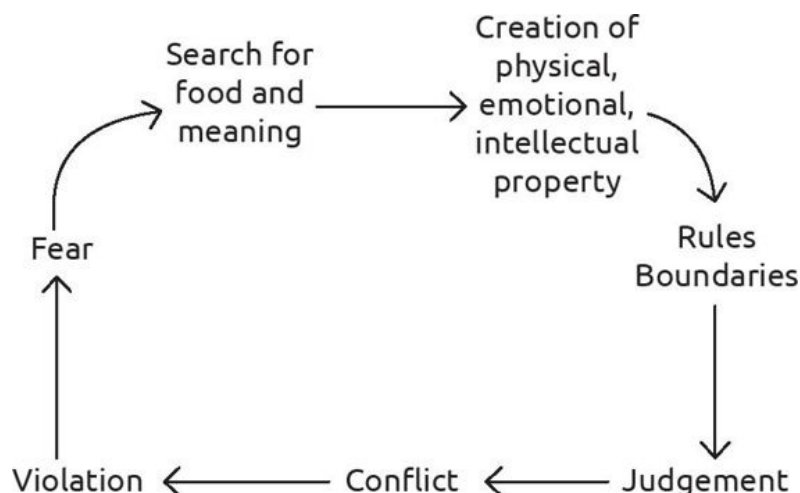 Search for
food and
meaning
Creation of
physical,
emotional,
intellectual
property
Rules
Boundaries
Judgement
Conflict
Violation
Fear